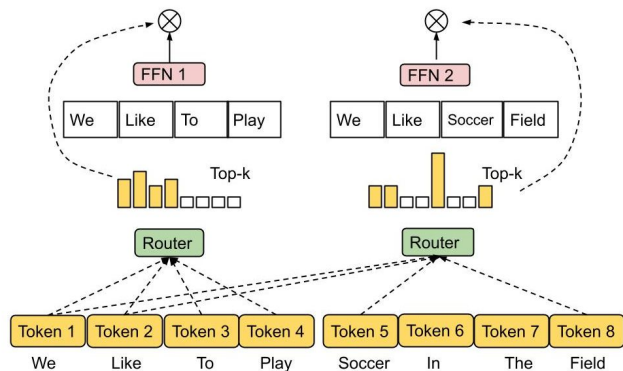 FFN 1 FFN 2
We Like To Play We Like Soccer Field
Top-k Top-k
Router Router
Token 1 Token 2 Token 3 Token 4 Token 5 Token 6 Token 7 Token 8
We Like To Play Soccer In The Field